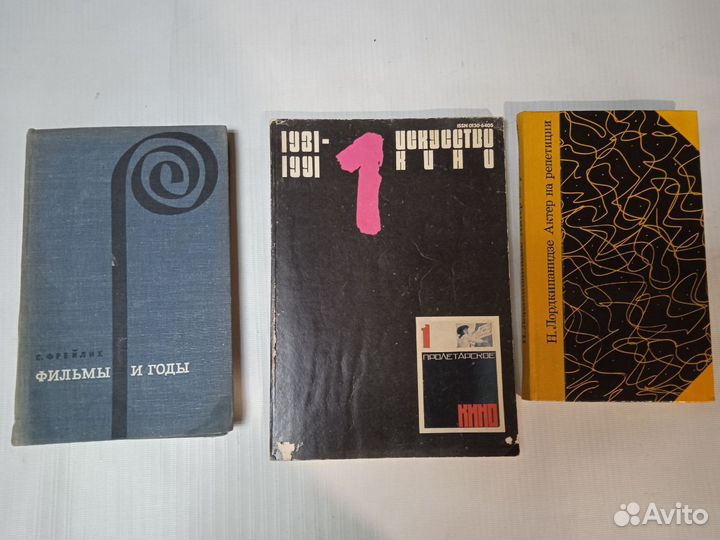 С. ФРЕЙЛИХ
ФИЛЬМЫ И ГОДЫ
ISSN 0130-6405
1931-
1991
1
ИСКУССТВО
КИНО
1
ПРОЛЕТАРСКОЕ
КИНО
Н. Лордкипанидзе Актер на репетиции
Avito